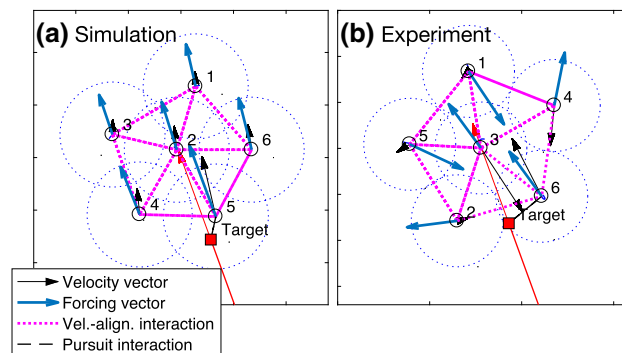 (a) Simulation
1
3
2
6
4
5
Target
(b) Experiment
1
4
5
3
6
2
Target
Velocity vector
Forcing vector
Vel.-align. interaction
Pursuit interaction